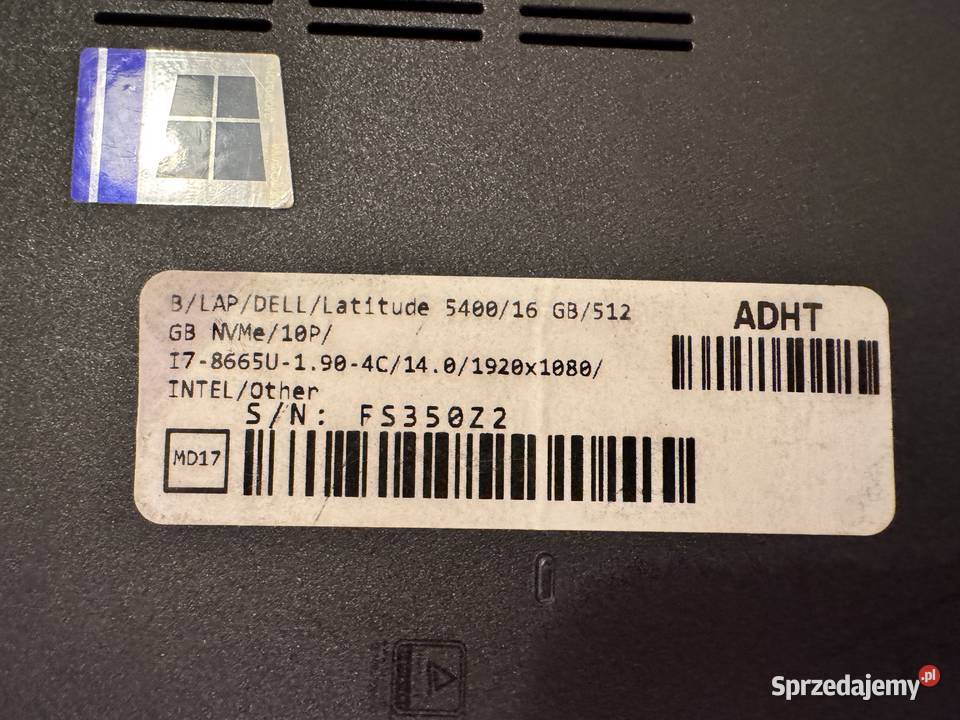 B/LAP/DELL/Latitude 5400/16 GB/512
GB NVMe/10P/
I7-8665U-1.90-4C/14.0/1920x1080/
INTEL/Other
ADHT
S/N: FS350Z2
MD17
Sprzedajemy.pl